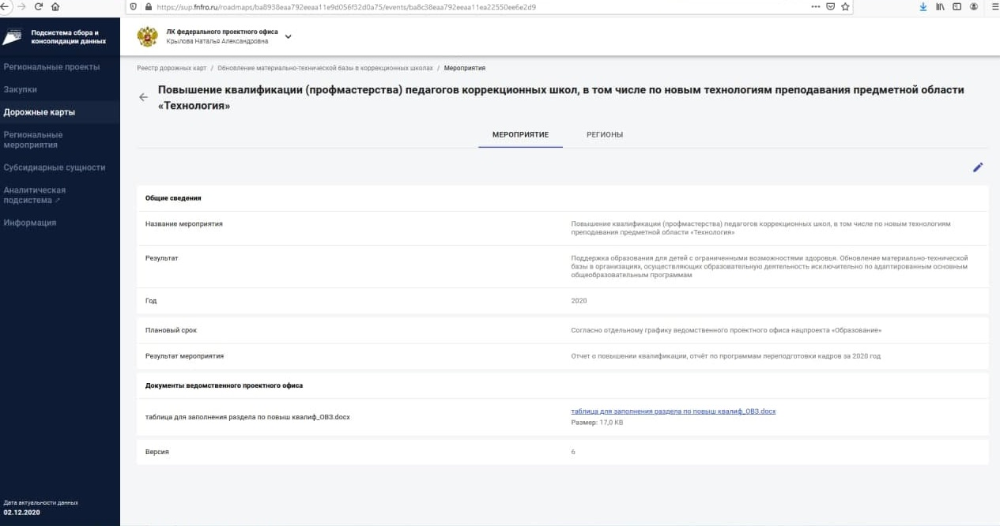 https://sup.fnfro.ru/roadmaps/ba8938eaa792eeaa11e9d056f32d0a75/events/ba8c38eaa792eeaa11ea22550ee6e2d9
Подсистема сбора и
консолидации данных
ЛК федерального проектного офиса
Крылова Наталья Александровна
Региональные проекты
Закупки
Дорожные карты
Региональные
мероприятия
Субсидиарные сущности
Аналитическая
подсистема
Информация
Дата актуальности данных
02.12.2020
Реестр дорожных карт / Обновление материально-технической базы в коррекционных школах / Мероприятия
Повышение квалификации (профмастерства) педагогов коррекционных школ, в том числе по новым технологиям преподавания предметной области
«Технология»
МЕРОПРИЯТИЕ РЕГИОНЫ
Общие сведения
Название мероприятия
Повышение квалификации (профмастерства) педагогов коррекционных школ, в том числе по новым технологиям
преподавания предметной области «Технология»
Результат
Поддержка образования для детей с ограниченными возможностями здоровья. Обновление материально-технической
базы в организациях, осуществляющих образовательную деятельность исключительно по адаптированным основным
общеобразовательным программам
Год
2020
Плановый срок
Согласно отдельному графику ведомственного проектного офиса нацпроекта «Образование»
Результат мероприятия
Отчет о повышении квалификации, отчёт по программам переподготовки кадров за 2020 год
Документы ведомственного проектного офиса
таблица для заполнения раздела по повыш квалиф_ОВЗ.docx
таблица для заполнения раздела по повыш квалиф_ОВЗ.docx
Размер: 17,0 KB
Версия
6